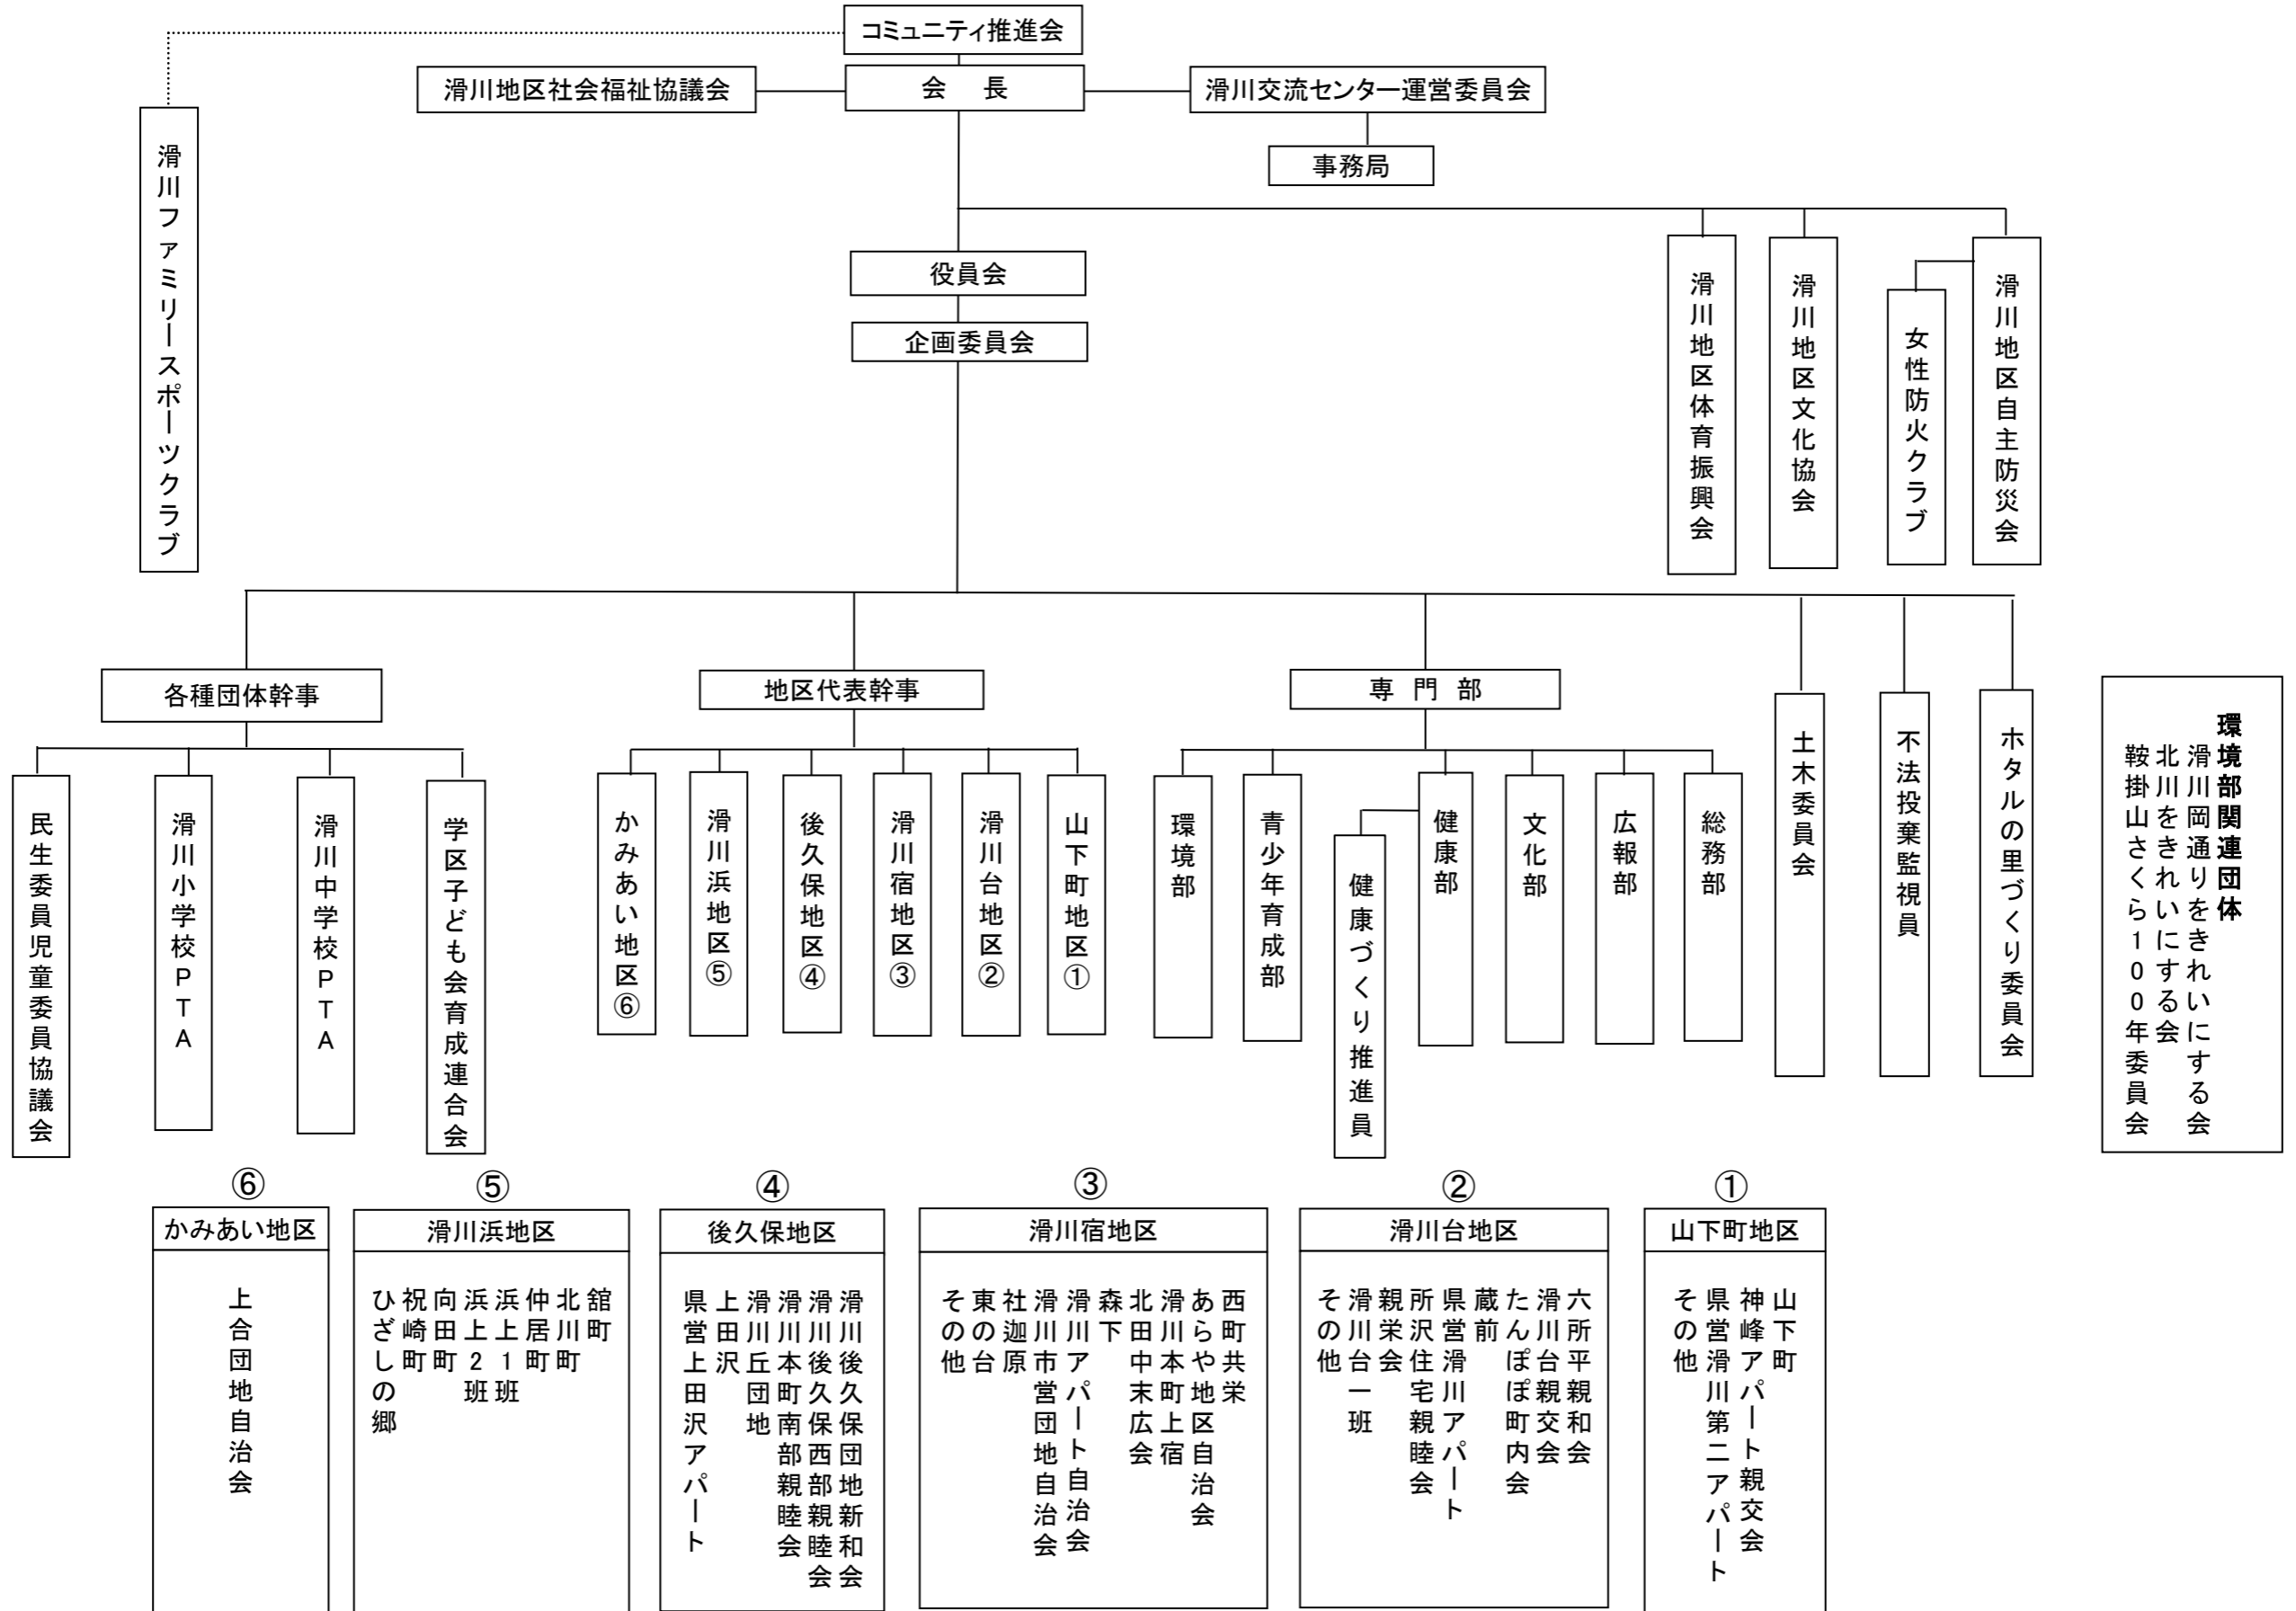 コミュニティ推進会
滑川地区社会福祉協議会
会　長
滑川交流センター運営委員会
事務局
滑川ファミリースポーツクラブ
役員会
企画委員会
滑川地区自主防災会
女性防火クラブ
滑川地区文化協会
滑川地区体育振興会
各種団体幹事
地区代表幹事
専　門　部
ホタルの里づくり委員会
不法投棄監視員
土木委員会
総務部
広報部
文化部
健康部
健康づくり推進員
青少年育成部
環境部
山下町地区①
滑川台地区②
滑川宿地区③
後久保地区④
滑川浜地区⑤
かみあい地区⑥
学区子ども会育成連合会
滑川中学校PTA
滑川小学校PTA
民生委員児童委員協議会
環境部関連団体
滑川岡通りをきれいにする会
北川をきれいにする会
鞍掛山さくら100年委員会
①
山下町地区
山下町
神峰アパート親交会
県営滑川第二アパート
その他
②
滑川台地区
六所平親和会
滑川台親交会
たんぽぽ町内会
蔵前
県営滑川アパート
所沢住宅親睦会
親栄会
滑川台一班
その他
③
滑川宿地区
西町共栄
あらや地区自治会
滑川本町上宿
北田中末広会
森下
滑川アパート自治会
滑川市営団地自治会
社迦原
東の台
その他
④
後久保地区
滑川後久保団地新和会
滑川後久保西部親睦会
滑川本町南部親睦会
滑川丘団地
上田沢
県営上田沢アパート
⑤
滑川浜地区
舘町
北川町
仲居町
浜上1班
浜上2班
向田町
祝崎町
ひざしの郷
⑥
かみあい地区
上合団地自治会